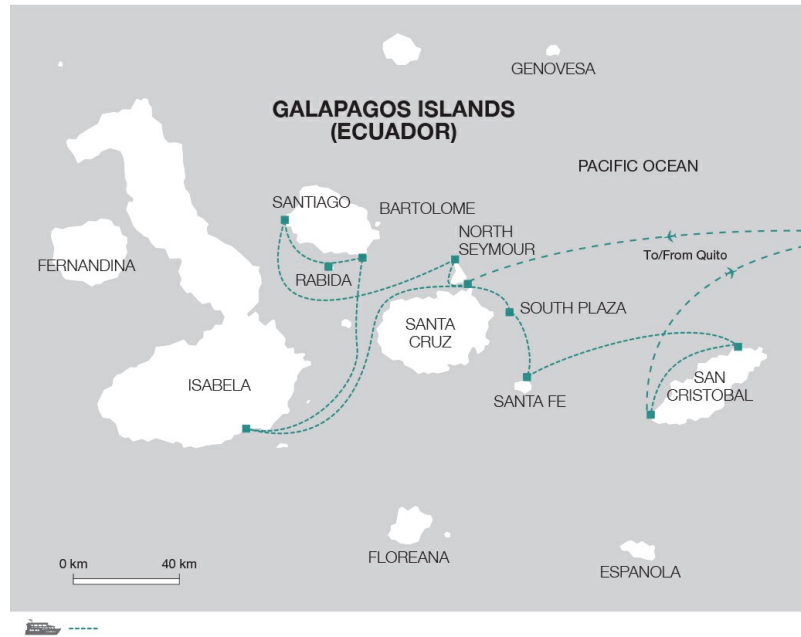 GENOVESA
GALAPAGOS ISLANDS
(ECUADOR)
PACIFIC OCEAN
SANTIAGO
BARTOLOME
NORTH
SEYMOUR
To/From Quito
FERNANDINA
RABIDA
SOUTH PLAZA
SANTA
CRUZ
ISABELA
SAN
CRISTOBAL
SANTA FE
FLOREANA
ESPANOLA
0 km
40 km